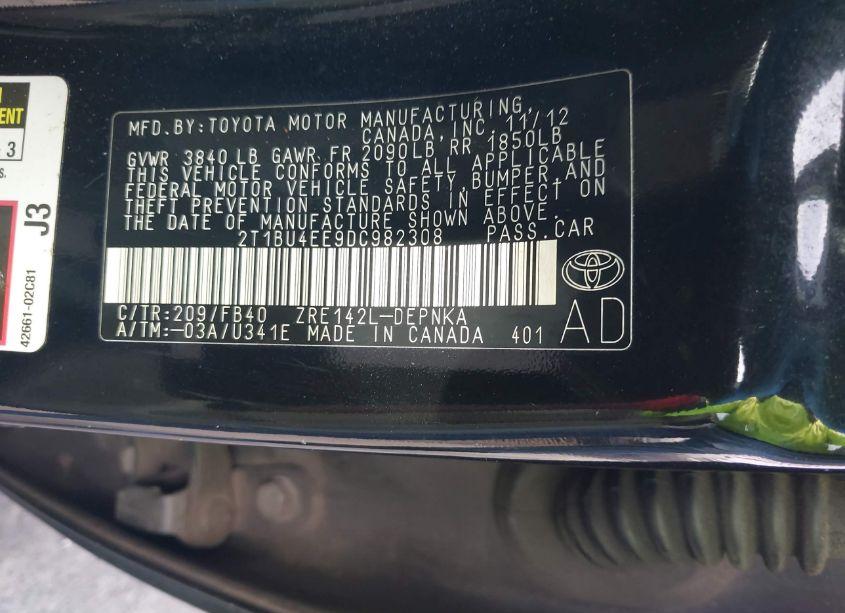 MFD. BY: TOYOTA MOTOR MANUFACTURING,
CANADA, INC. 11/12
GVWR 3840 LB GAWR FR 2090LB RR 1850LB
THIS VEHICLE CONFORMS TO ALL APPLICABLE
FEDERAL MOTOR VEHICLE SAFETY, BUMPER AND
THEFT PREVENTION STANDARDS IN EFFECT ON
THE DATE OF MANUFACTURE SHOWN ABOVE.
2T1BU4EE9DC982308 PASS. CAR
C/TR: 209/FB40 ZRE142L-DEPNKA
A/TM: -03A/U341E MADE IN CANADA 401
AD
3
J3
42661-02C81